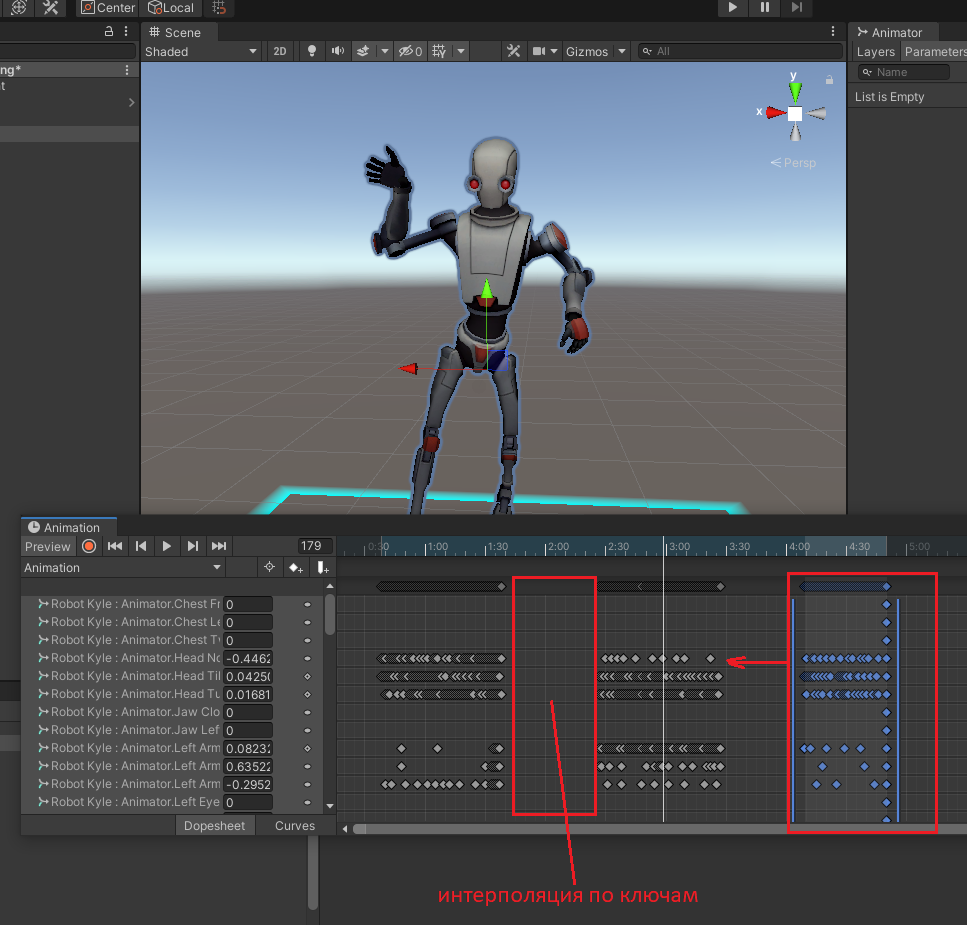 Center
Local
Scene
Animator
Shaded
2D
0
Gizmos
All
Layers
Parameters
ng*
Name
t
List is Empty
y
x
Persp
Animation
Preview
179
0:30
1:00
1:30
2:00
2:30
3:00
3:30
4:00
4:30
5:00
Animation
Robot Kyle : Animator.Chest Fr
0
Robot Kyle : Animator.Chest Le
0
Robot Kyle : Animator.Chest Tv
0
Robot Kyle : Animator.Head No
-0.4462
Robot Kyle : Animator.Head Til
0.0425(
Robot Kyle : Animator.Head Tu
0.01681
Robot Kyle : Animator.Jaw Clo
0
Robot Kyle : Animator.Jaw Lef
0
Robot Kyle : Animator.Left Arm
0.08232
Robot Kyle : Animator.Left Arm
0.63522
Robot Kyle : Animator.Left Arm
-0.2952
Robot Kyle : Animator.Left Eye
0
Dopesheet
Curves
интерполяция по ключам